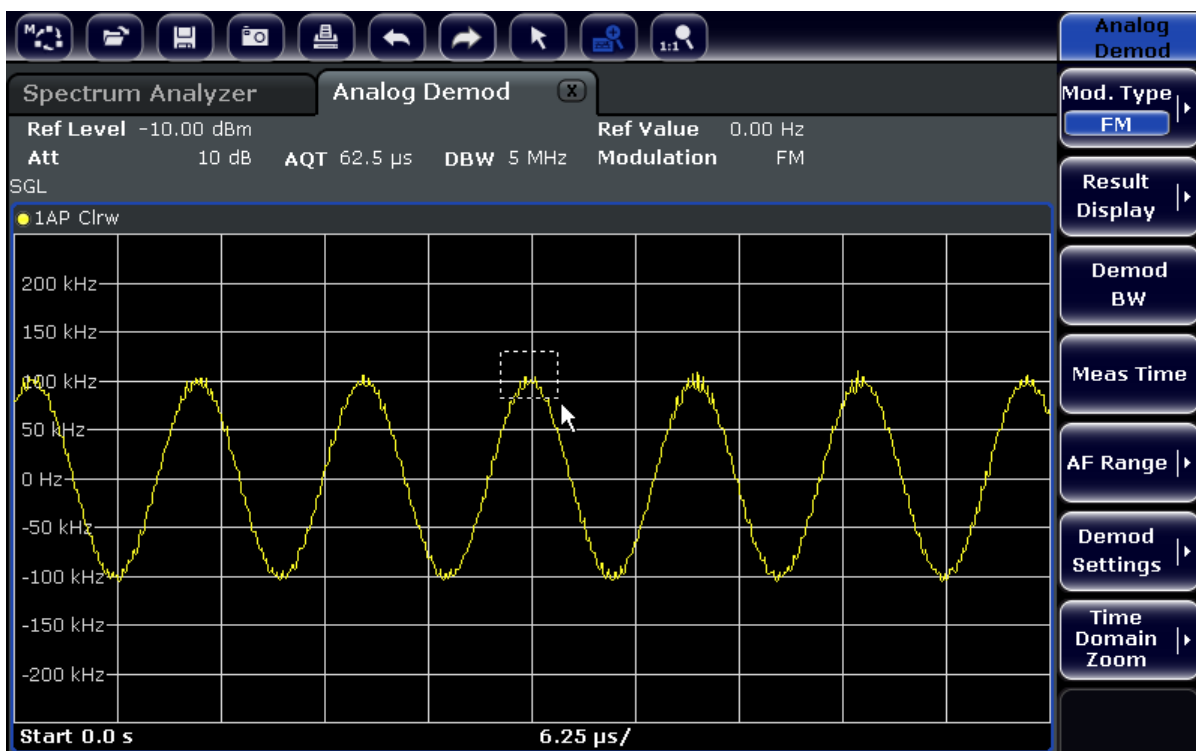 M
1:1
Analog
Demod
Spectrum Analyzer
Analog Demod
X
Ref Level -10.00 dBm
Ref Value 0.00 Hz
Att 10 dB AQT 62.5 µs DBW 5 MHz Modulation FM
SGL
1AP Clrw
200 kHz
150 kHz
100 kHz
50 kHz
0 Hz
-50 kHz
-100 kHz
-150 kHz
-200 kHz
Start 0.0 s
6.25 µs/
Mod. Type
FM
Result
Display
Demod
BW
Meas Time
AF Range
Demod
Settings
Time
Domain
Zoom